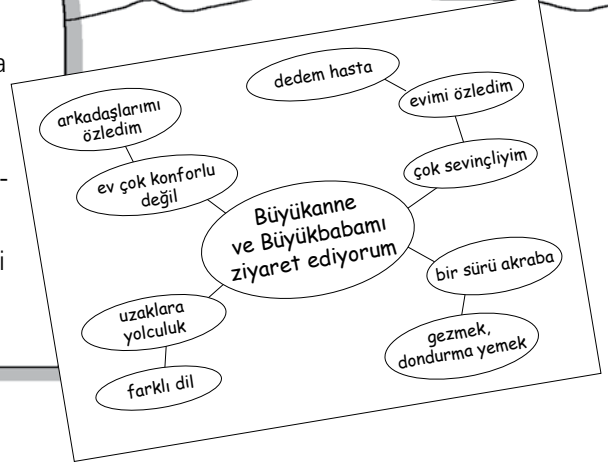 a
-
i
dedem hasta
evimi özledim
arkadaşlarımı
özledim
çok sevinçliyim
ev çok konforlu
değil
Büyükanne
ve Büyükbabamı
ziyaret ediyorum
bir sürü akraba
uzaklara
yolculuk
gezmek,
dondurma yemek
farklı dil